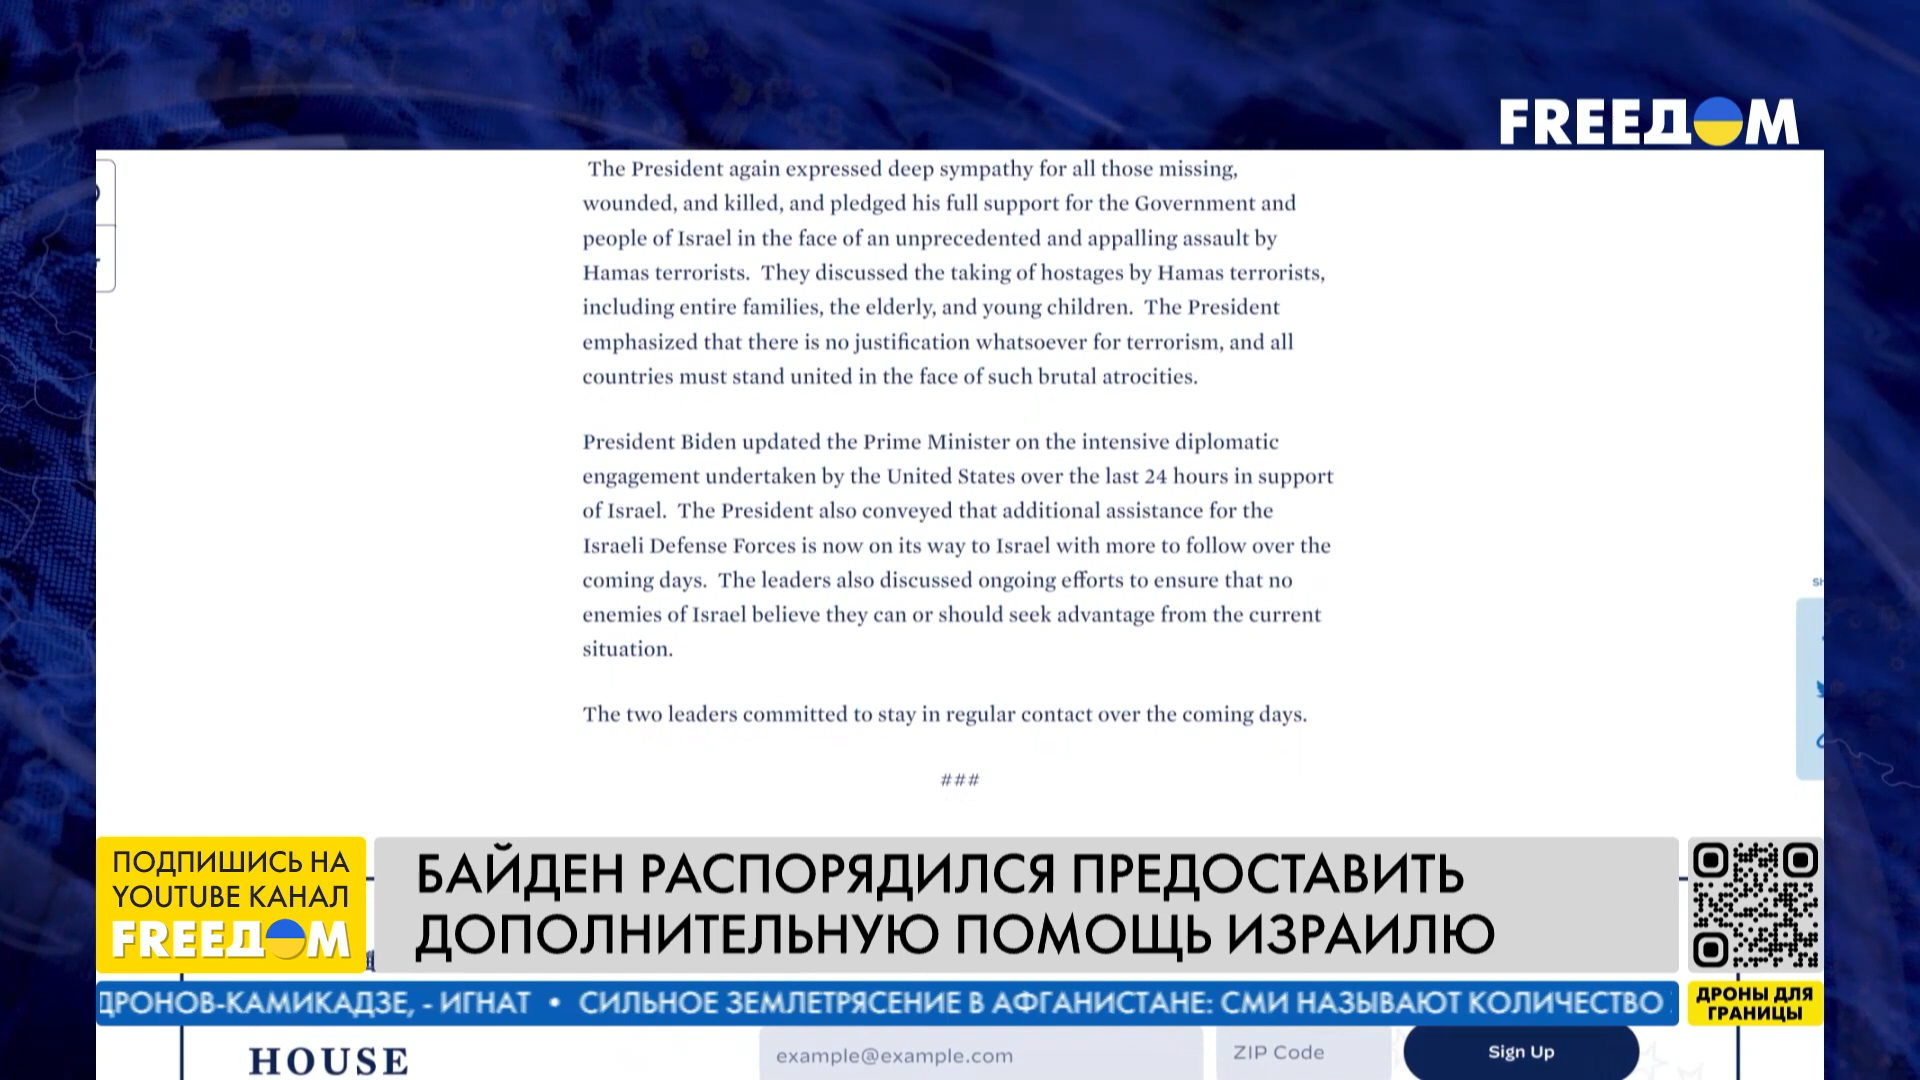 FREEДOM
The President again expressed deep sympathy for all those missing,
wounded, and killed, and pledged his full support for the Government and
people of Israel in the face of an unprecedented and appalling assault by
Hamas terrorists.  They discussed the taking of hostages by Hamas terrorists,
including entire families, the elderly, and young children.  The President
emphasized that there is no justification whatsoever for terrorism, and all
countries must stand united in the face of such brutal atrocities.
President Biden updated the Prime Minister on the intensive diplomatic
engagement undertaken by the United States over the last 24 hours in support
of Israel.  The President also conveyed that additional assistance for the
Israeli Defense Forces is now on its way to Israel with more to follow over the
coming days.  The leaders also discussed ongoing efforts to ensure that no
enemies of Israel believe they can or should seek advantage from the current
situation.
The two leaders committed to stay in regular contact over the coming days.
###
ПОДПИШИСЬ НА
YOUTUBE КАНАЛ
FREEДOM
БАЙДЕН РАСПОРЯДИЛСЯ ПРЕДОСТАВИТЬ
ДОПОЛНИТЕЛЬНУЮ ПОМОЩЬ ИЗРАИЛЮ
ДРОНОВ-КАМИКАДЗЕ, - ИГНАТ • СИЛЬНОЕ ЗЕМЛЕТРЯСЕНИЕ В АФГАНИСТАНЕ: СМИ НАЗЫВАЮТ КОЛИЧЕСТВО
ДРОНЫ ДЛЯ
ГРАНИЦЫ
HOUSE
example@example.com
ZIP Code
Sign Up